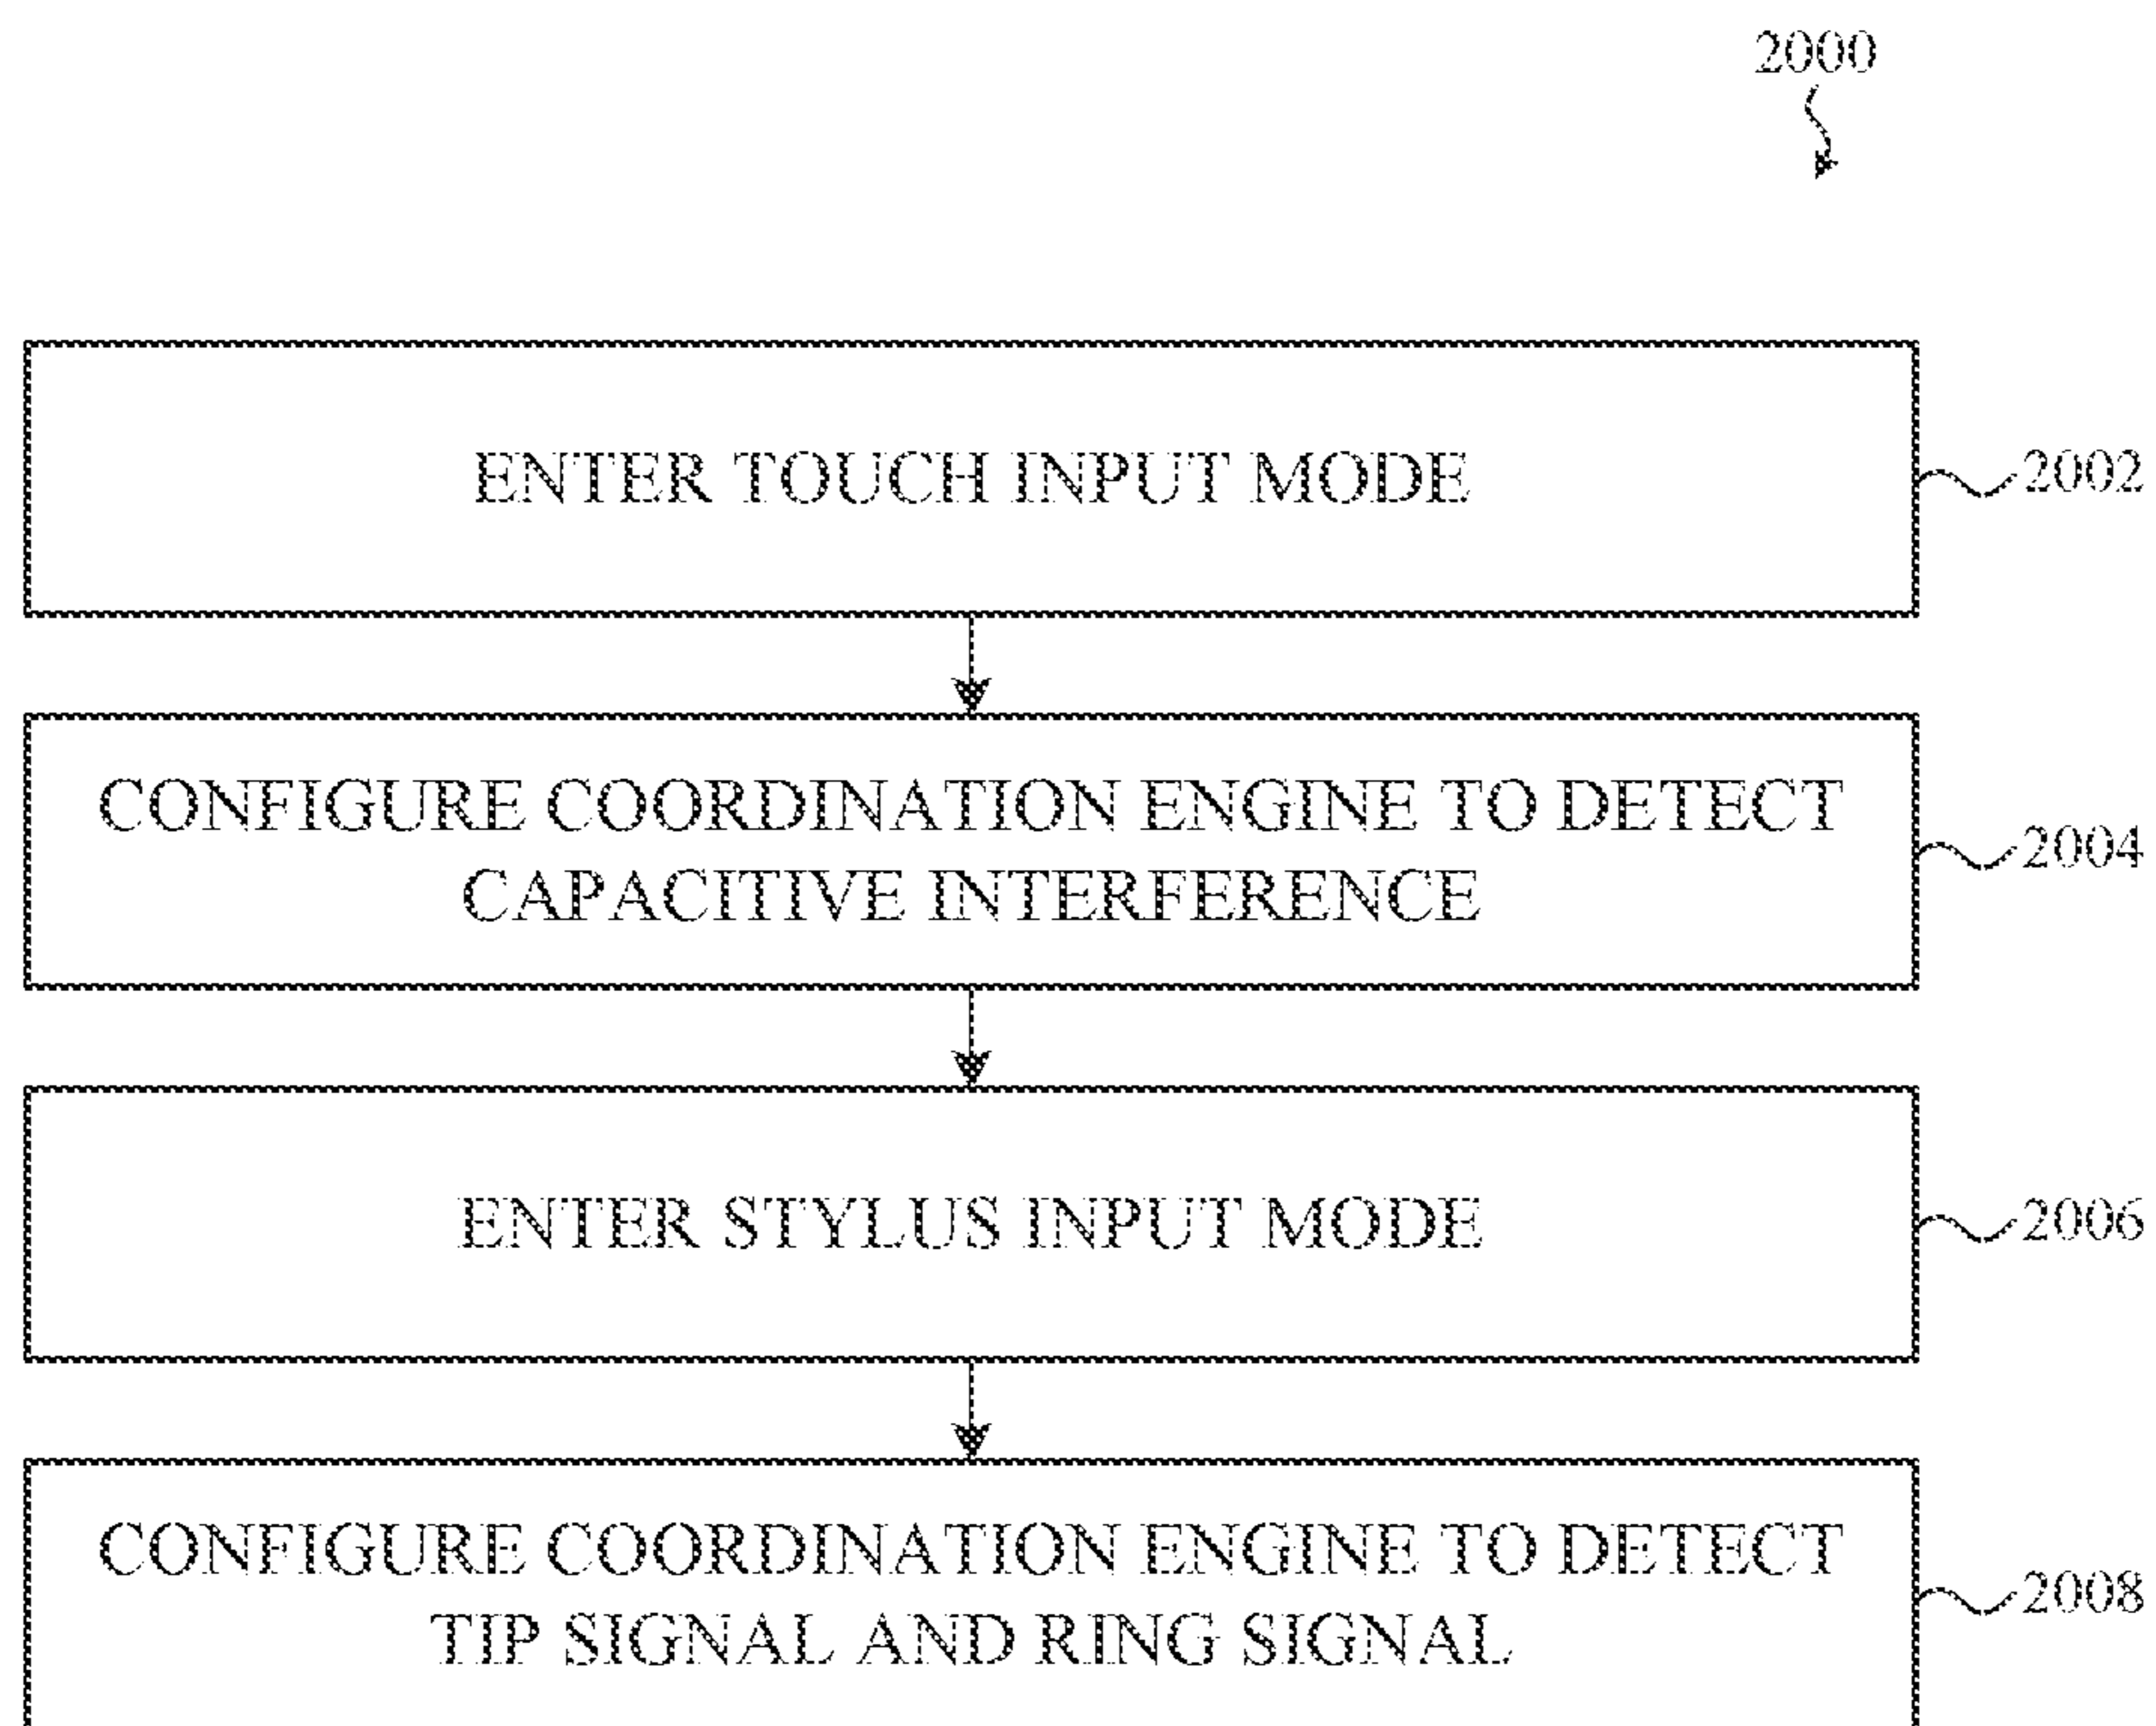 2000
ENTER TOUCH INPUT MODE
2002
CONFIGURE COORDINATION ENGINE TO DETECT
CAPACITIVE INTERFERENCE
2004
ENTER STYLUS INPUT MODE
2006
CONFIGURE COORDINATION ENGINE TO DETECT
TIP SIGNAL AND RING SIGNAL
2008